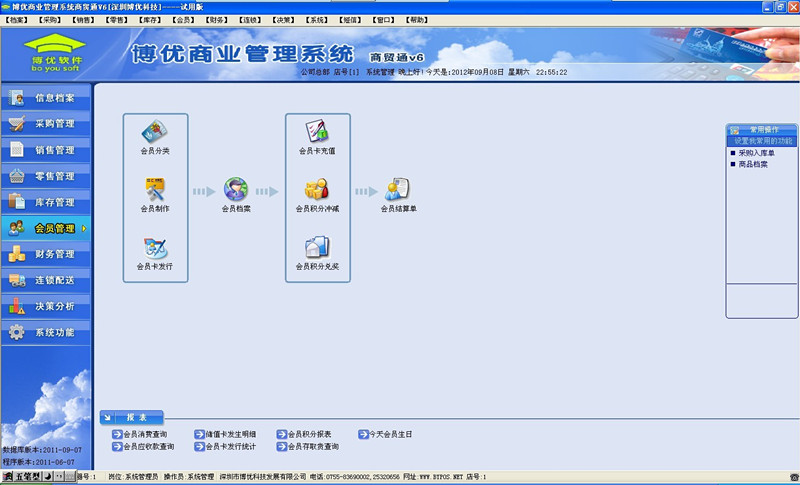 博优商业管理系统商贸通V6[深圳博优科技]----试用版
【档案】 【采购】 【销售】 【零售】 【库存】 【会员】 【财务】 【连锁】 【决策】 【系统】 【短信】 【窗口】 【帮助】
博优软件
bo you soft
博优商业管理系统 商贸通v6
公司总部 店号[1] 系统管理 晚上好!今天是:2012年09月08日 星期六 22:55:22
信息档案
采购管理
销售管理
零售管理
库存管理
会员管理
财务管理
连锁配送
决策分析
系统功能
会员分类
会员制作
会员卡发行
会员档案
会员卡充值
会员积分冲减
会员积分兑奖
会员结算单
常用操作
设置我常用的功能
采购入库单
商品档案
报表
会员消费查询 储值卡发生明细 会员积分报表 今天会员生日
会员应收款查询 会员卡发行统计 会员存取货查询
数据库版本:2011-09-07
程序版本:2011-06-07
五笔型
器号:1 岗位:系统管理员 操作员:系统管理 深圳市博优科技发展有限公司 电话:0755-83690002,25320656 网址:WWW.BTPOS.NET 店号:1